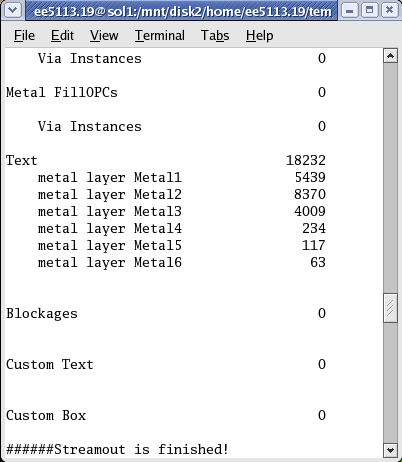 ee5113.19@sol1:/mnt/disk2/home/ee5113.19/tem
File Edit View Terminal Tabs Help
Via Instances 0
Metal FillOPCs 0
Via Instances 0
Text 18232
metal layer Metal1 5439
metal layer Metal2 8370
metal layer Metal3 4009
metal layer Metal4 234
metal layer Metal5 117
metal layer Metal6 63
Blockages 0
Custom Text 0
Custom Box 0
######Streamout is finished!